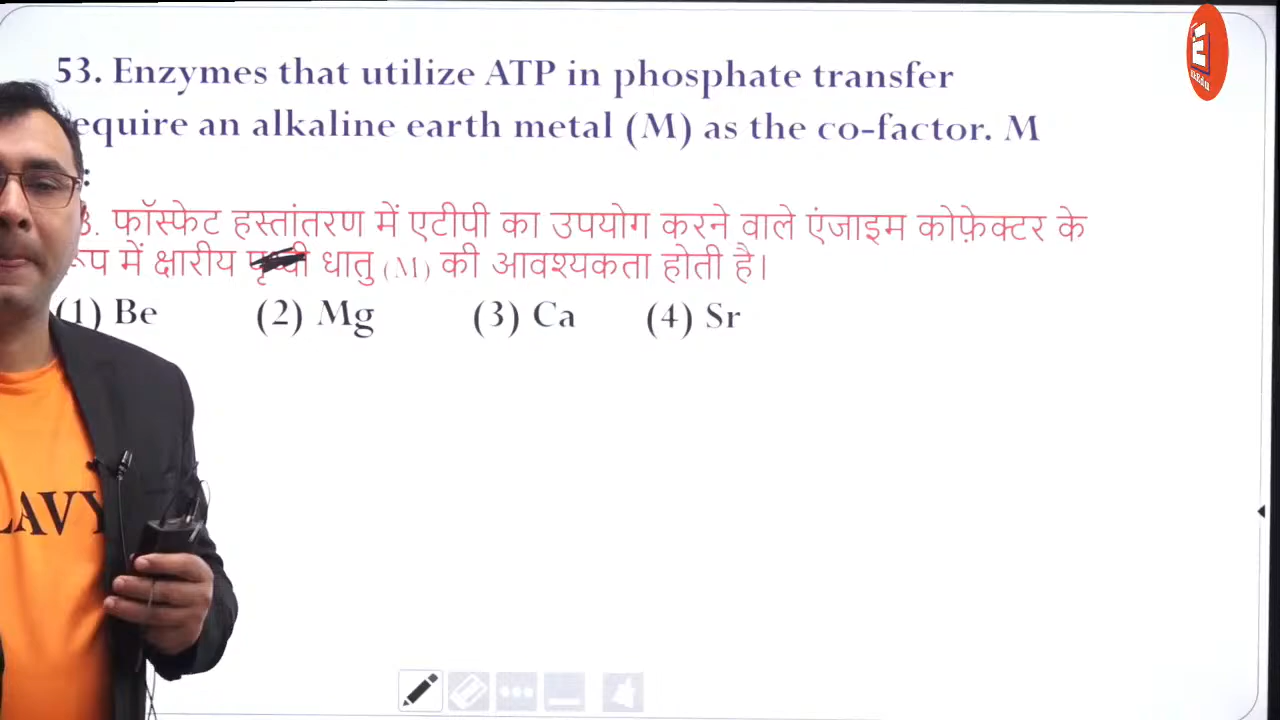 53. Enzymes that utilize ATP in phosphate transfer
require an alkaline earth metal (M) as the co-factor. M
:
3. फॉस्फेट हस्तांतरण में एटीपी का उपयोग करने वाले एंजाइम कोफ़ेक्टर के
रूप में क्षारीय धातु (M) की आवश्यकता होती है।
(1) Be (2) Mg (3) Ca (4) Sr
LAVY